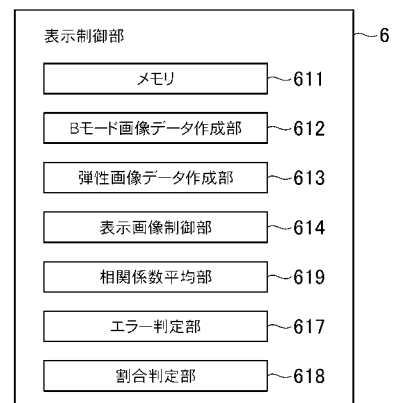 表示制御部 6
メモリ 611
Bモード画像データ作成部 612
弾性画像データ作成部 613
表示画像制御部 614
相関係数平均部 619
エラー判定部 617
割合判定部 618